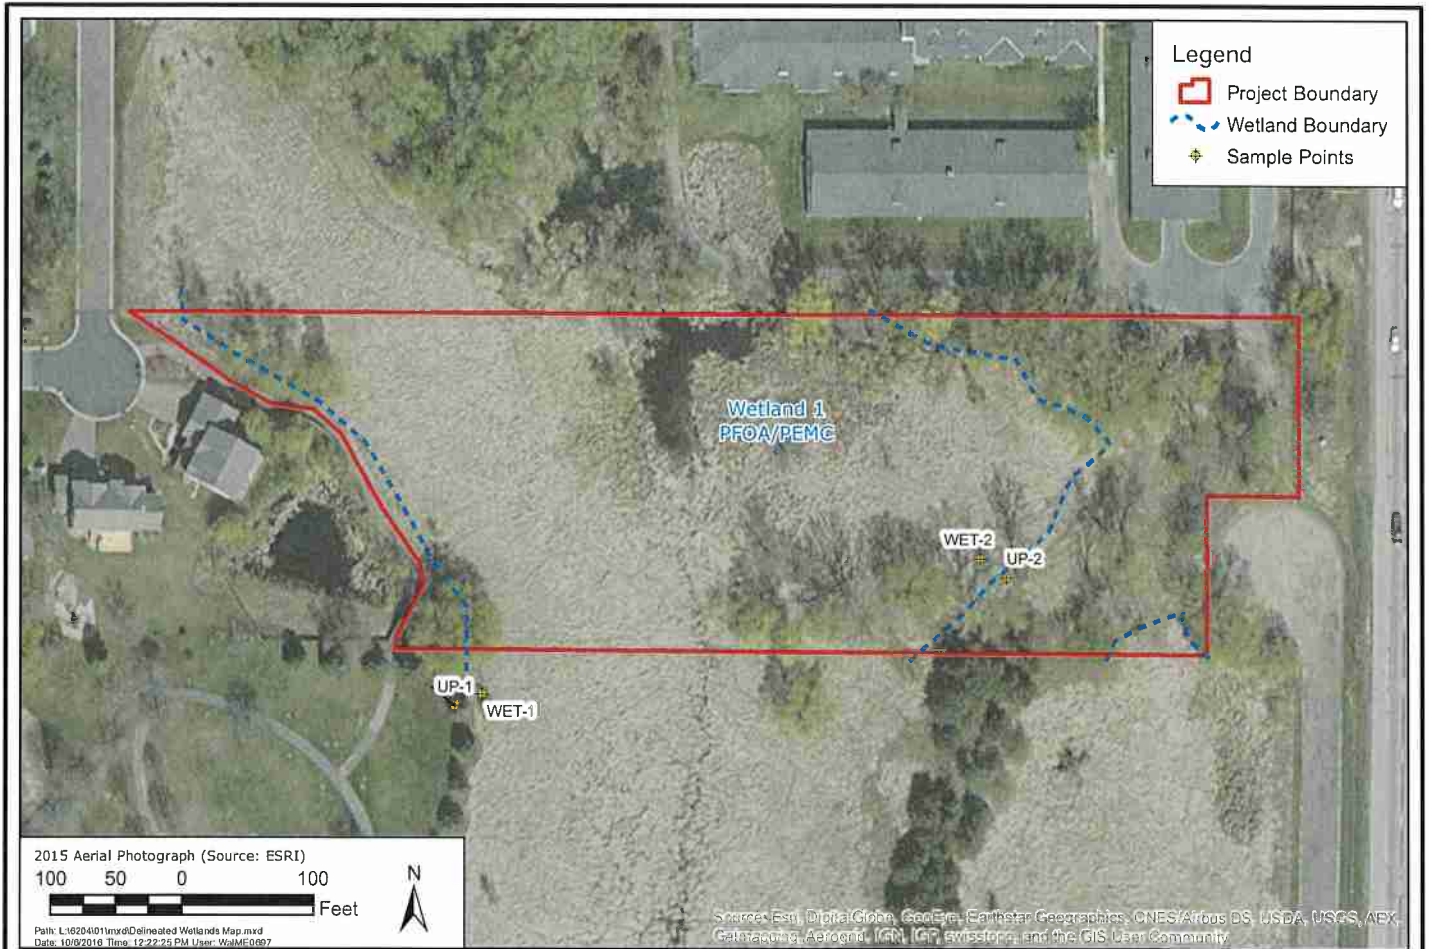 Legend
Project Boundary
Wetland Boundary
Sample Points
Wetland 1
PFOA/PEMC
WET-2
UP-2
UP-1
WET-1
2015 Aerial Photograph (Source: ESRI)
100 50 0 100
Feet
N
Path: L:\6204\01\mxd\Delineated Wetlands Map.mxd
Date: 10/6/2016 Time: 12:22:25 PM User: WalME0697
Source: Esri, DigitalGlobe, GeoEye, Earthstar Geographics, CNES/Airbus DS, USDA, USGS, AEX,
Getmapping, Aerogrid, IGN, IGP, swisstopo, and the GIS User Community